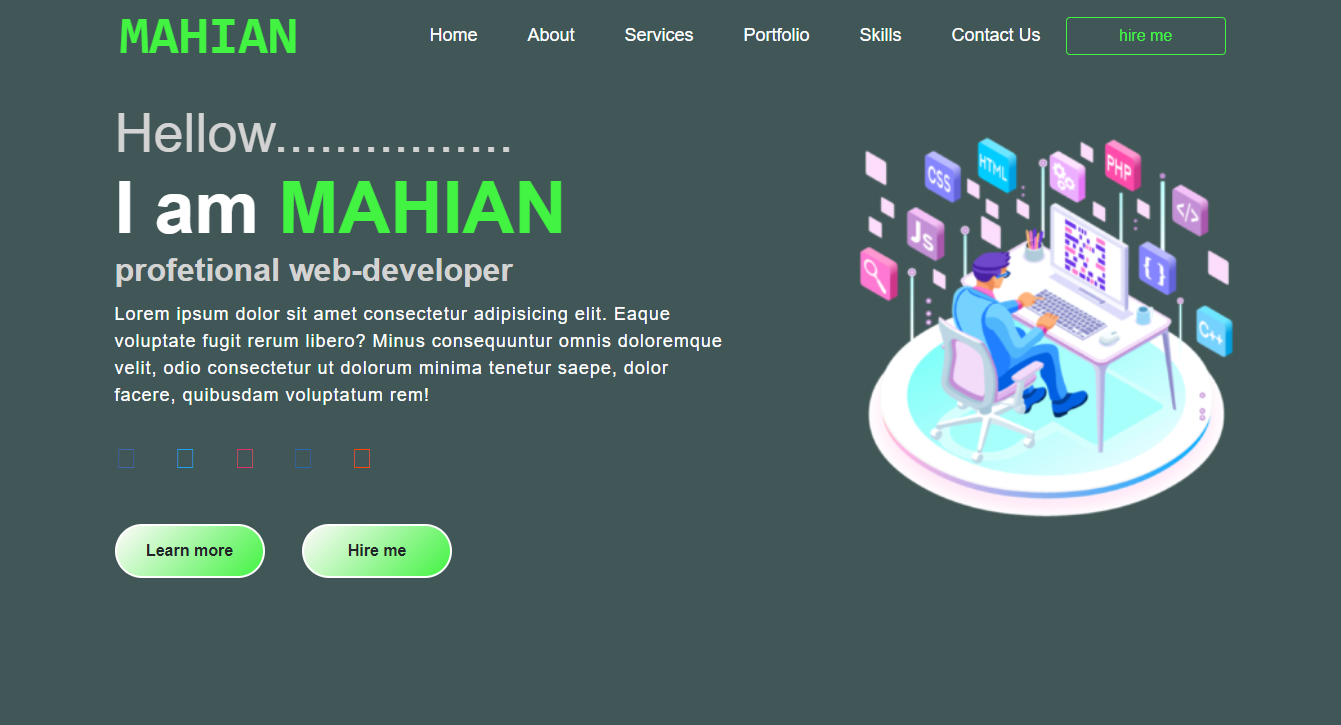 MAHIAN
Home About Services Portfolio Skills Contact Us hire me
Hellow................
I am MAHIAN
profetional web-developer
Lorem ipsum dolor sit amet consectetur adipisicing elit. Eaque
voluptate fugit rerum libero? Minus consequuntur omnis doloremque
velit, odio consectetur ut dolorum minima tenetur saepe, dolor
facere, quibusdam voluptatum rem!
Learn more Hire me
CSS
HTML
PHP
</>
Js
{ }
C++